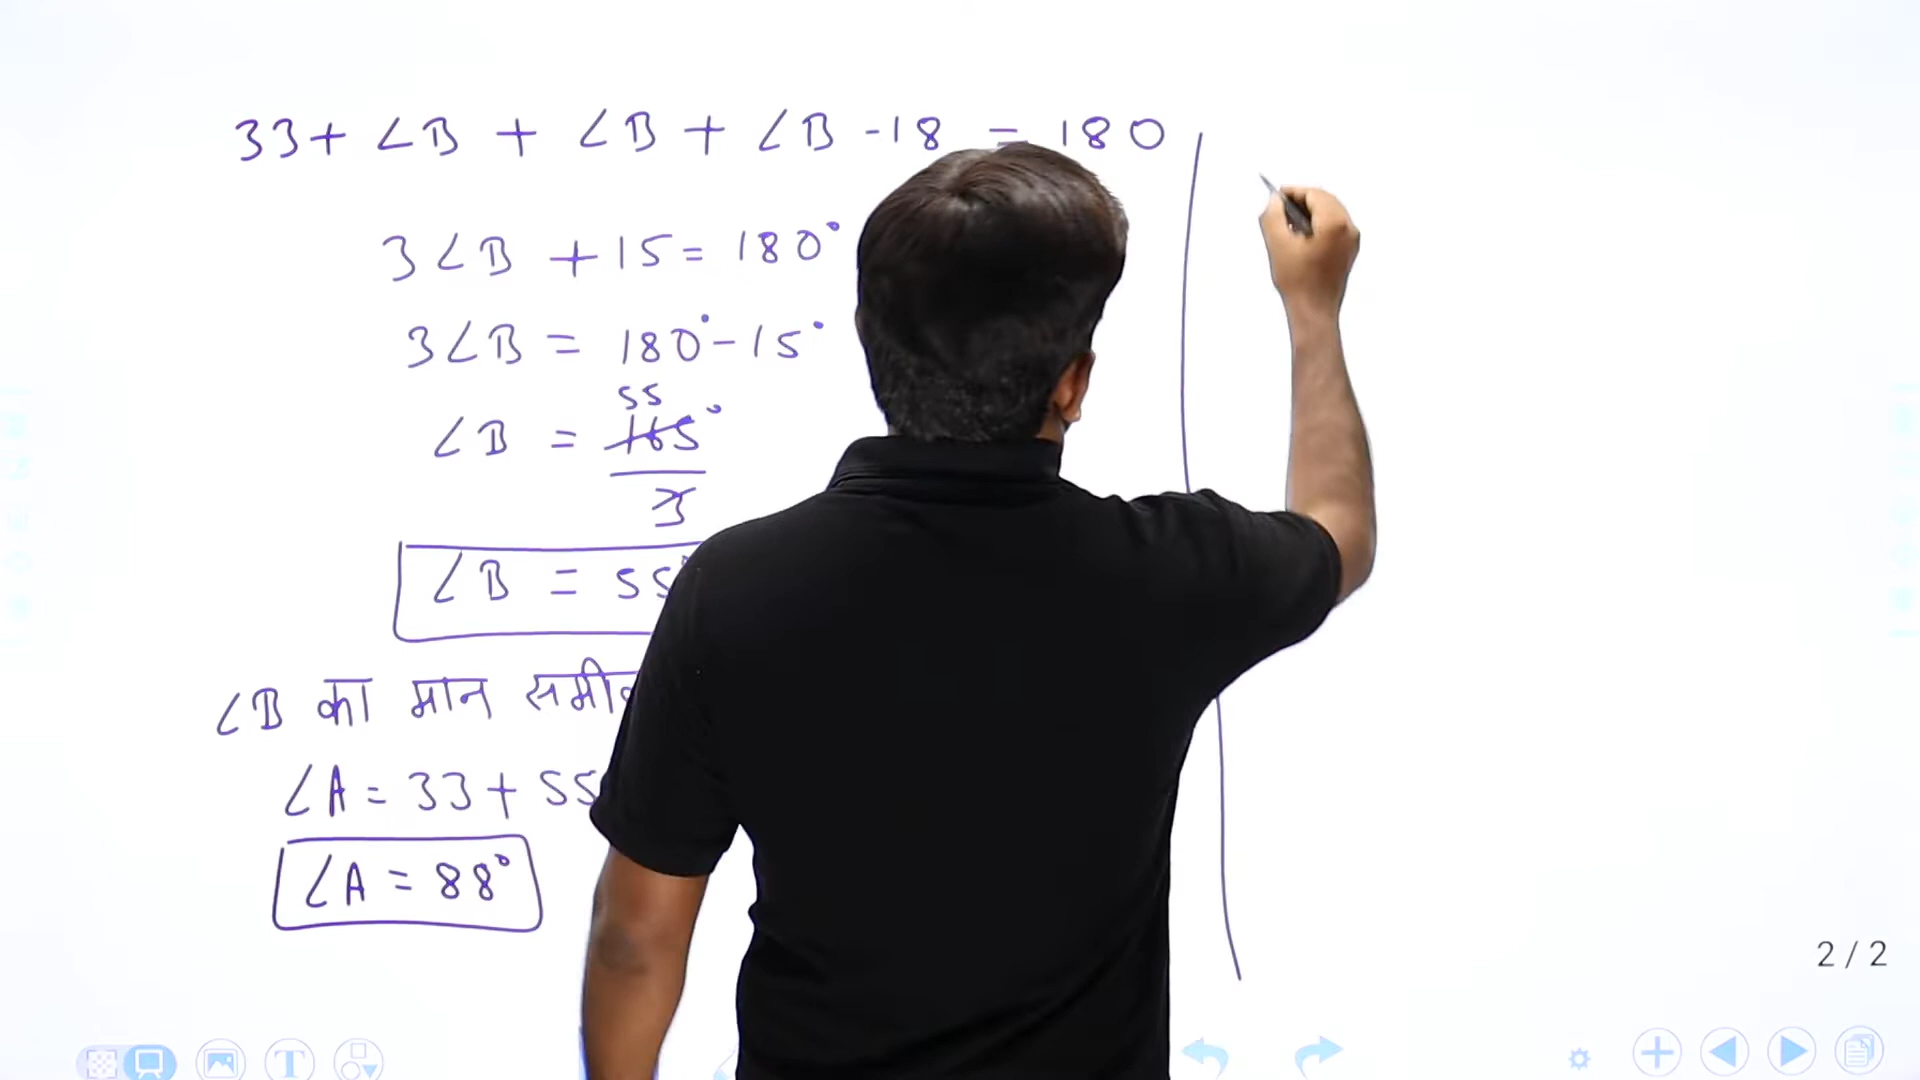 33 + ∠B + ∠B + ∠B - 18 = 180
3∠B + 15 = 180°
3∠B = 180° - 15°
55
∠B = 165°
3
∠B = 55
∠B का मान
∠A = 33 + 55
∠A = 88°
2 / 2
T